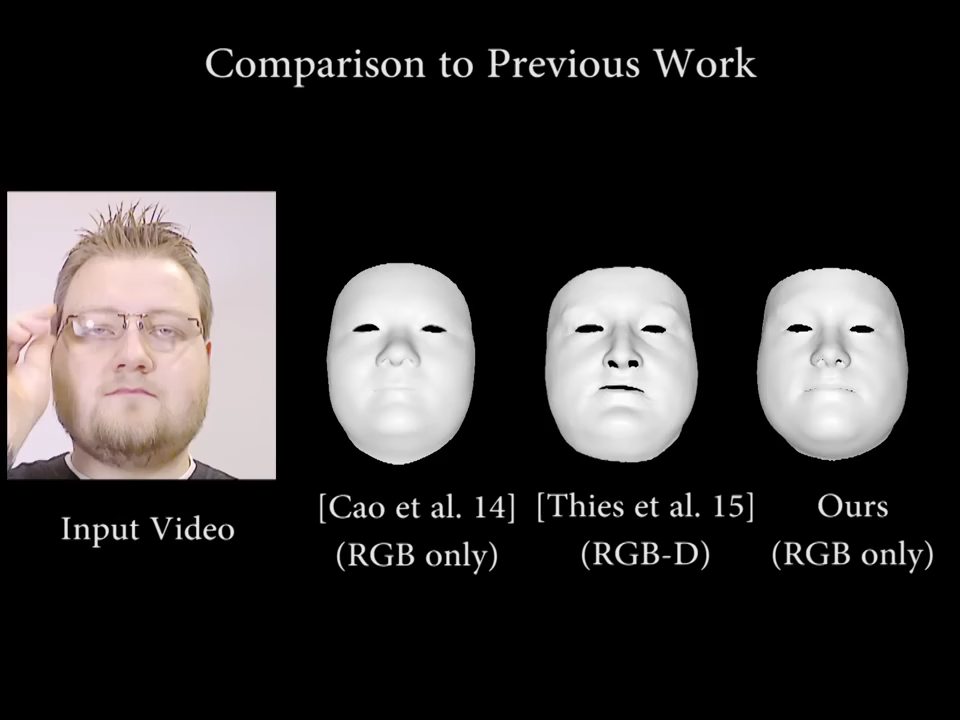 Comparison to Previous Work
Input Video
[Cao et al. 14]
(RGB only)
[Thies et al. 15]
(RGB-D)
Ours
(RGB only)